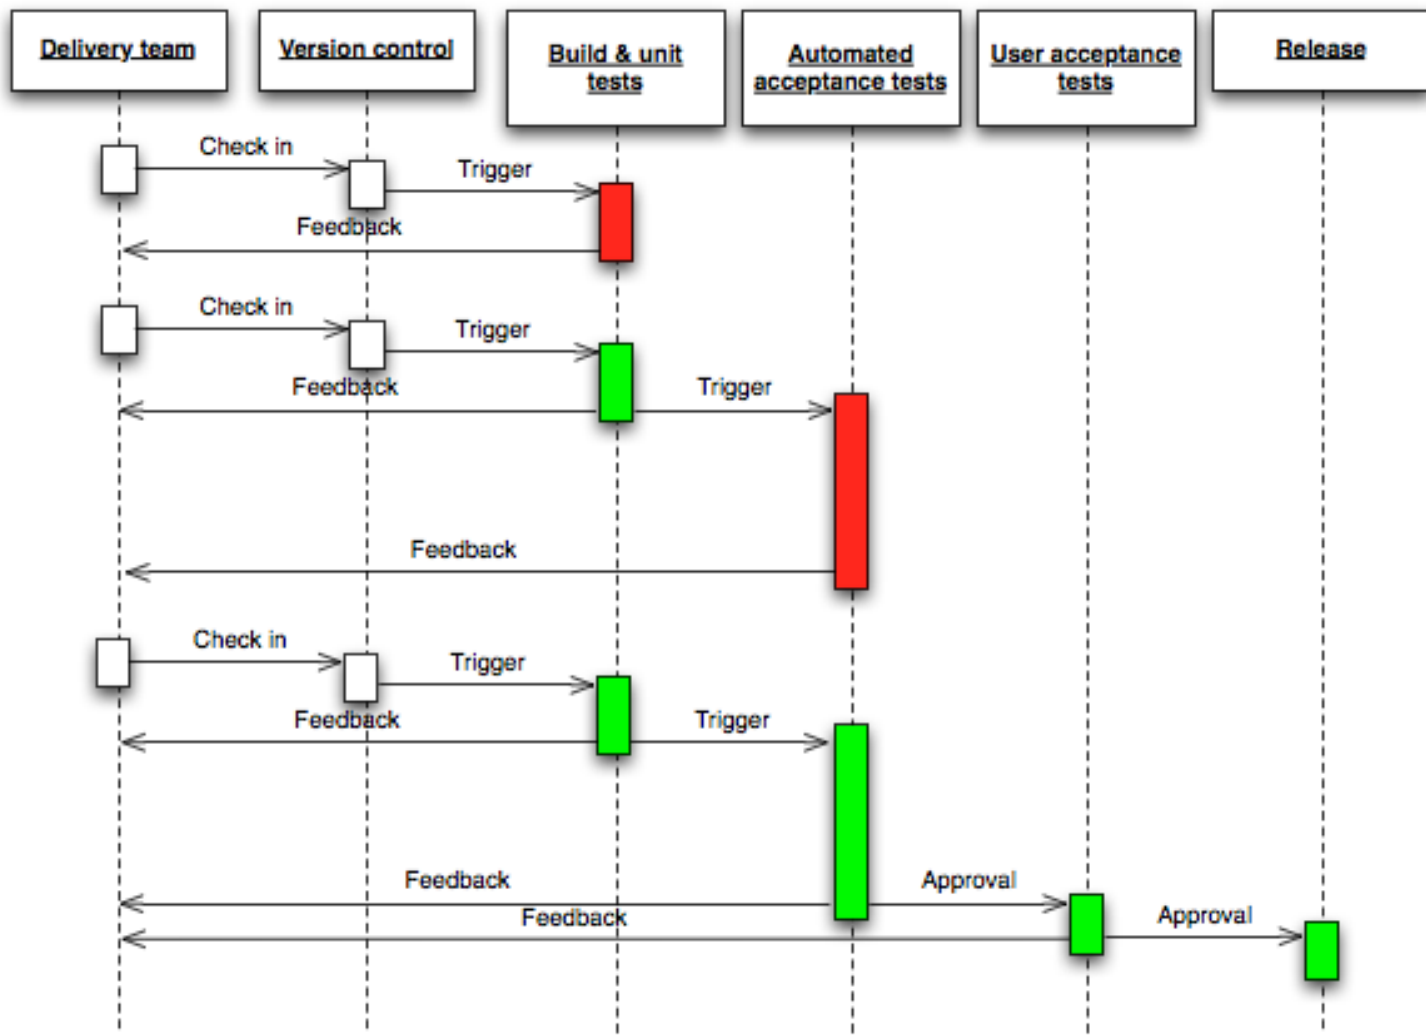 Delivery team
Version control
Build & unit
tests
Automated
acceptance tests
User acceptance
tests
Release
Check in
Trigger
Feedback
Check in
Trigger
Feedback
Trigger
Feedback
Check in
Trigger
Feedback
Trigger
Feedback
Approval
Feedback
Approval